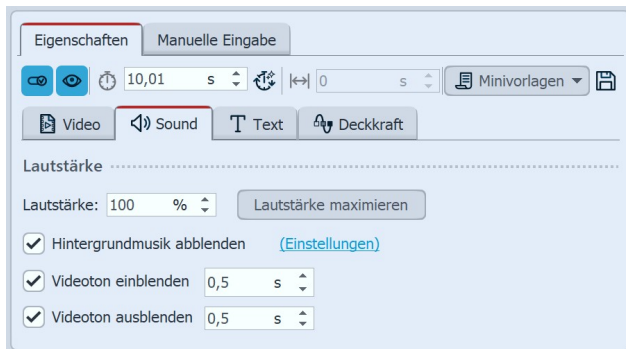 Eigenschaften Manuelle Eingabe
10,01 s 0 s Minivorlagen
Video Sound Text Deckkraft
Lautstärke
Lautstärke: 100 % Lautstärke maximieren
Hintergrundmusik abblenden (Einstellungen)
Videoton einblenden 0,5 s
Videoton ausblenden 0,5 s